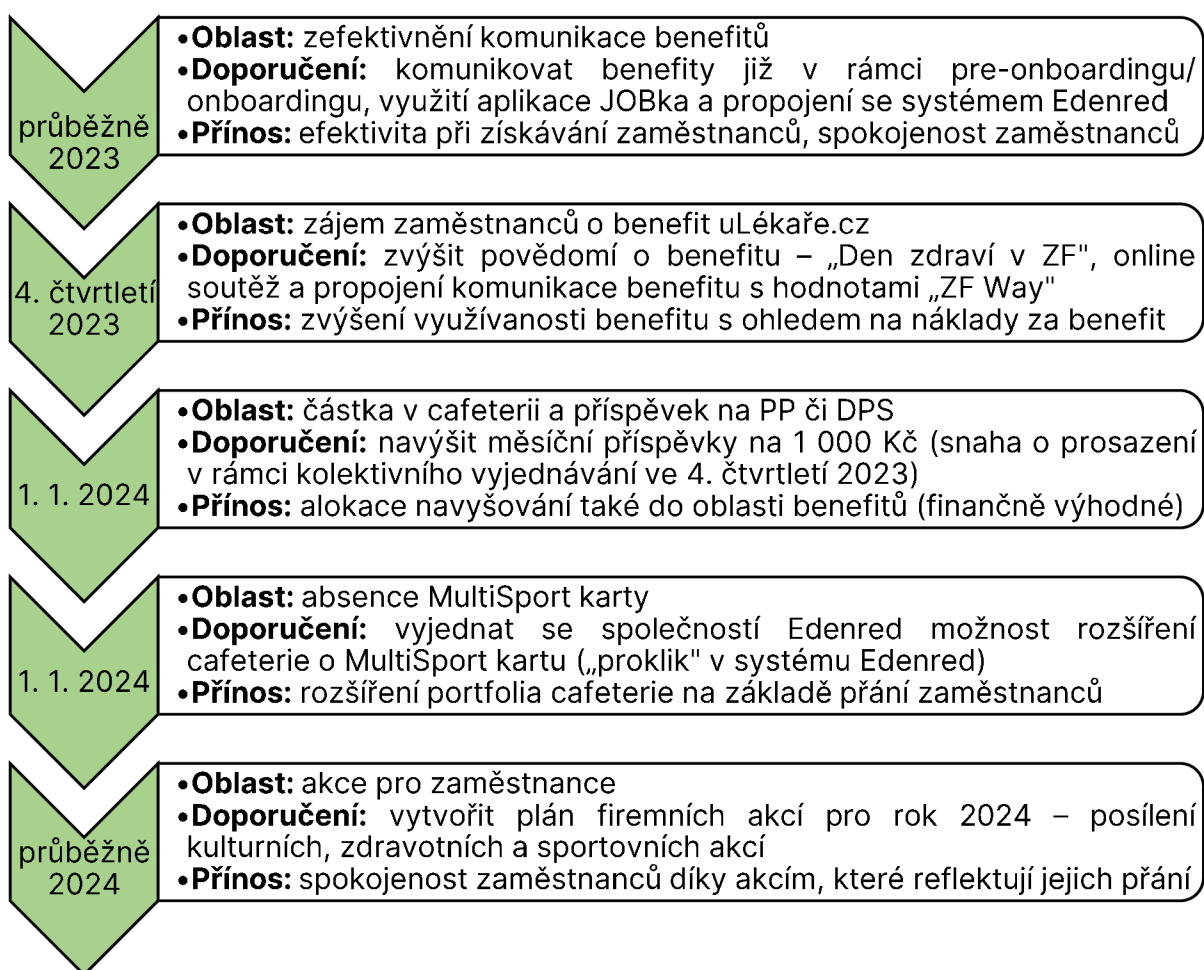 průběžně
2023
•Oblast: zefektivnění komunikace benefitů
•Doporučení: komunikovat benefity již v rámci pre-onboardingu/
onboardingu, využití aplikace JOBka a propojení se systémem Edenred
•Přínos: efektivita při získávání zaměstnanců, spokojenost zaměstnanců
4. čtvrtletí
2023
•Oblast: zájem zaměstnanců o benefit uLékaře.cz
•Doporučení: zvýšit povědomí o benefitu – „Den zdraví v ZF", online
soutěž a propojení komunikace benefitu s hodnotami „ZF Way"
•Přínos: zvýšení využívanosti benefitu s ohledem na náklady za benefit
1. 1. 2024
•Oblast: částka v cafeterii a příspěvek na PP či DPS
•Doporučení: navýšit měsíční příspěvky na 1 000 Kč (snaha o prosazení
v rámci kolektivního vyjednávání ve 4. čtvrtletí 2023)
•Přínos: alokace navyšování také do oblasti benefitů (finančně výhodné)
1. 1. 2024
•Oblast: absence MultiSport karty
•Doporučení: vyjednat se společností Edenred možnost rozšíření
cafeterie o MultiSport kartu („proklik" v systému Edenred)
•Přínos: rozšíření portfolia cafeterie na základě přání zaměstnanců
průběžně
2024
•Oblast: akce pro zaměstnance
•Doporučení: vytvořit plán firemních akcí pro rok 2024 – posílení
kulturních, zdravotních a sportovních akcí
•Přínos: spokojenost zaměstnanců díky akcím, které reflektují jejich přání